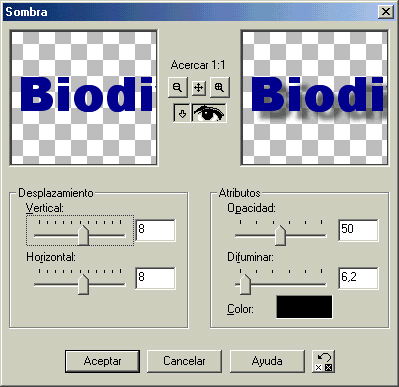 Sombra
Biodi
Acercar 1:1
Biodi
Desplazamiento
Vertical:
8
Horizontal:
8
Atributos
Opacidad:
50
Difuminar:
6,2
Color:
Aceptar
Cancelar
Ayuda